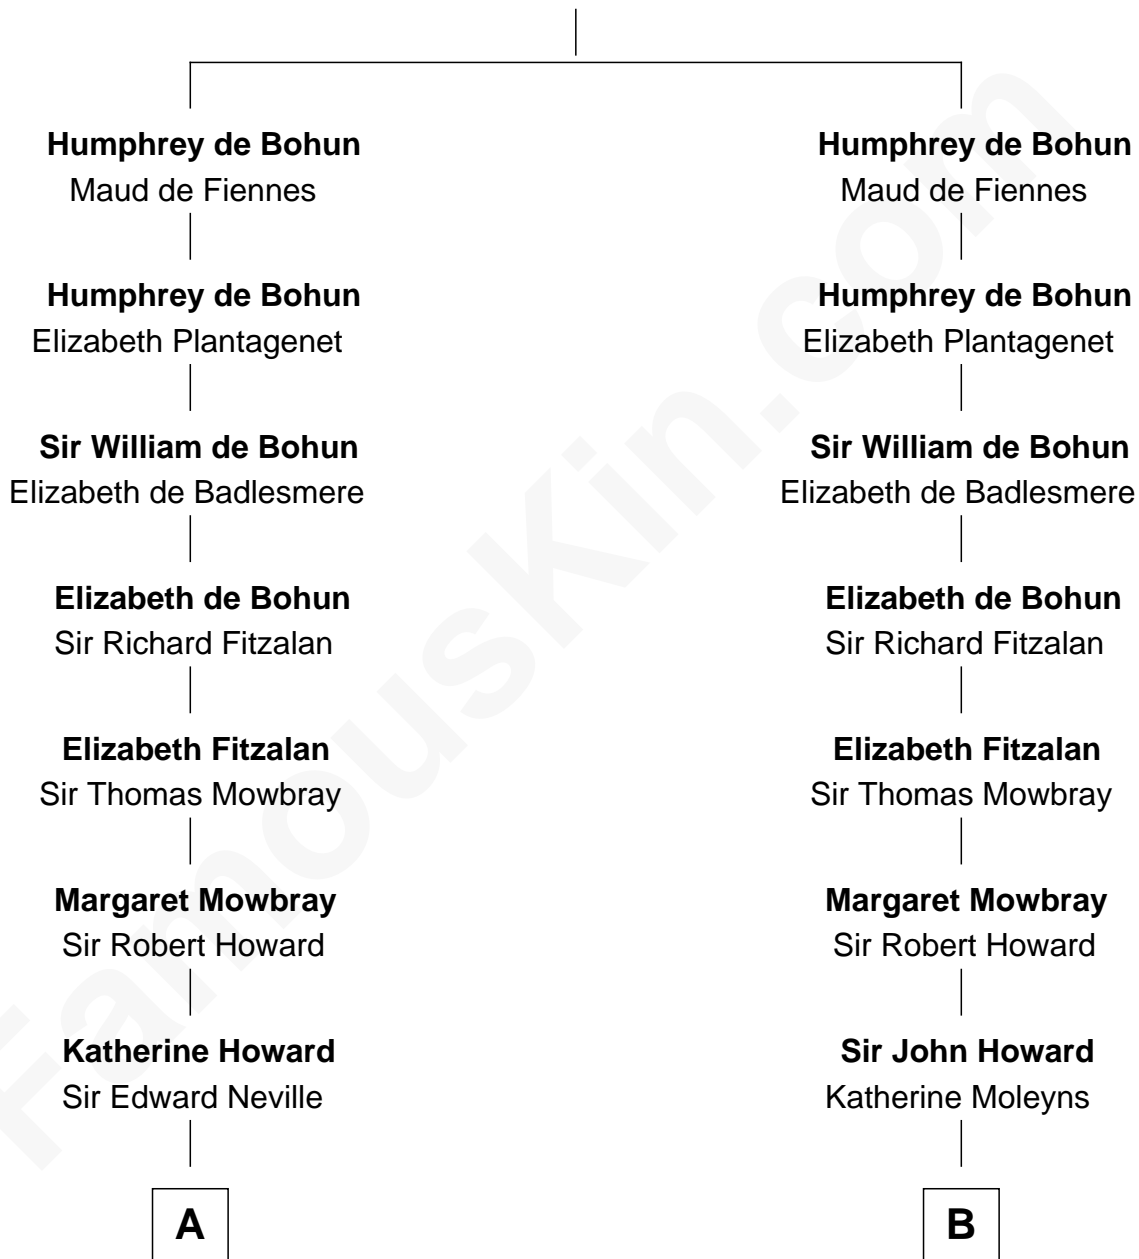 Humphrey de Bohun
Maud de Fiennes
Humphrey de Bohun
Elizabeth Plantagenet
Sir William de Bohun
Elizabeth de Badlesmere
Elizabeth de Bohun
Sir Richard Fitzalan
Elizabeth Fitzalan
Sir Thomas Mowbray
Margaret Mowbray
Sir Robert Howard
Katherine Howard
Sir Edward Neville
A
Humphrey de Bohun
Maud de Fiennes
Humphrey de Bohun
Elizabeth Plantagenet
Sir William de Bohun
Elizabeth de Badlesmere
Elizabeth de Bohun
Sir Richard Fitzalan
Elizabeth Fitzalan
Sir Thomas Mowbray
Margaret Mowbray
Sir Robert Howard
Sir John Howard
Katherine Moleyns
B
FamousKin.com